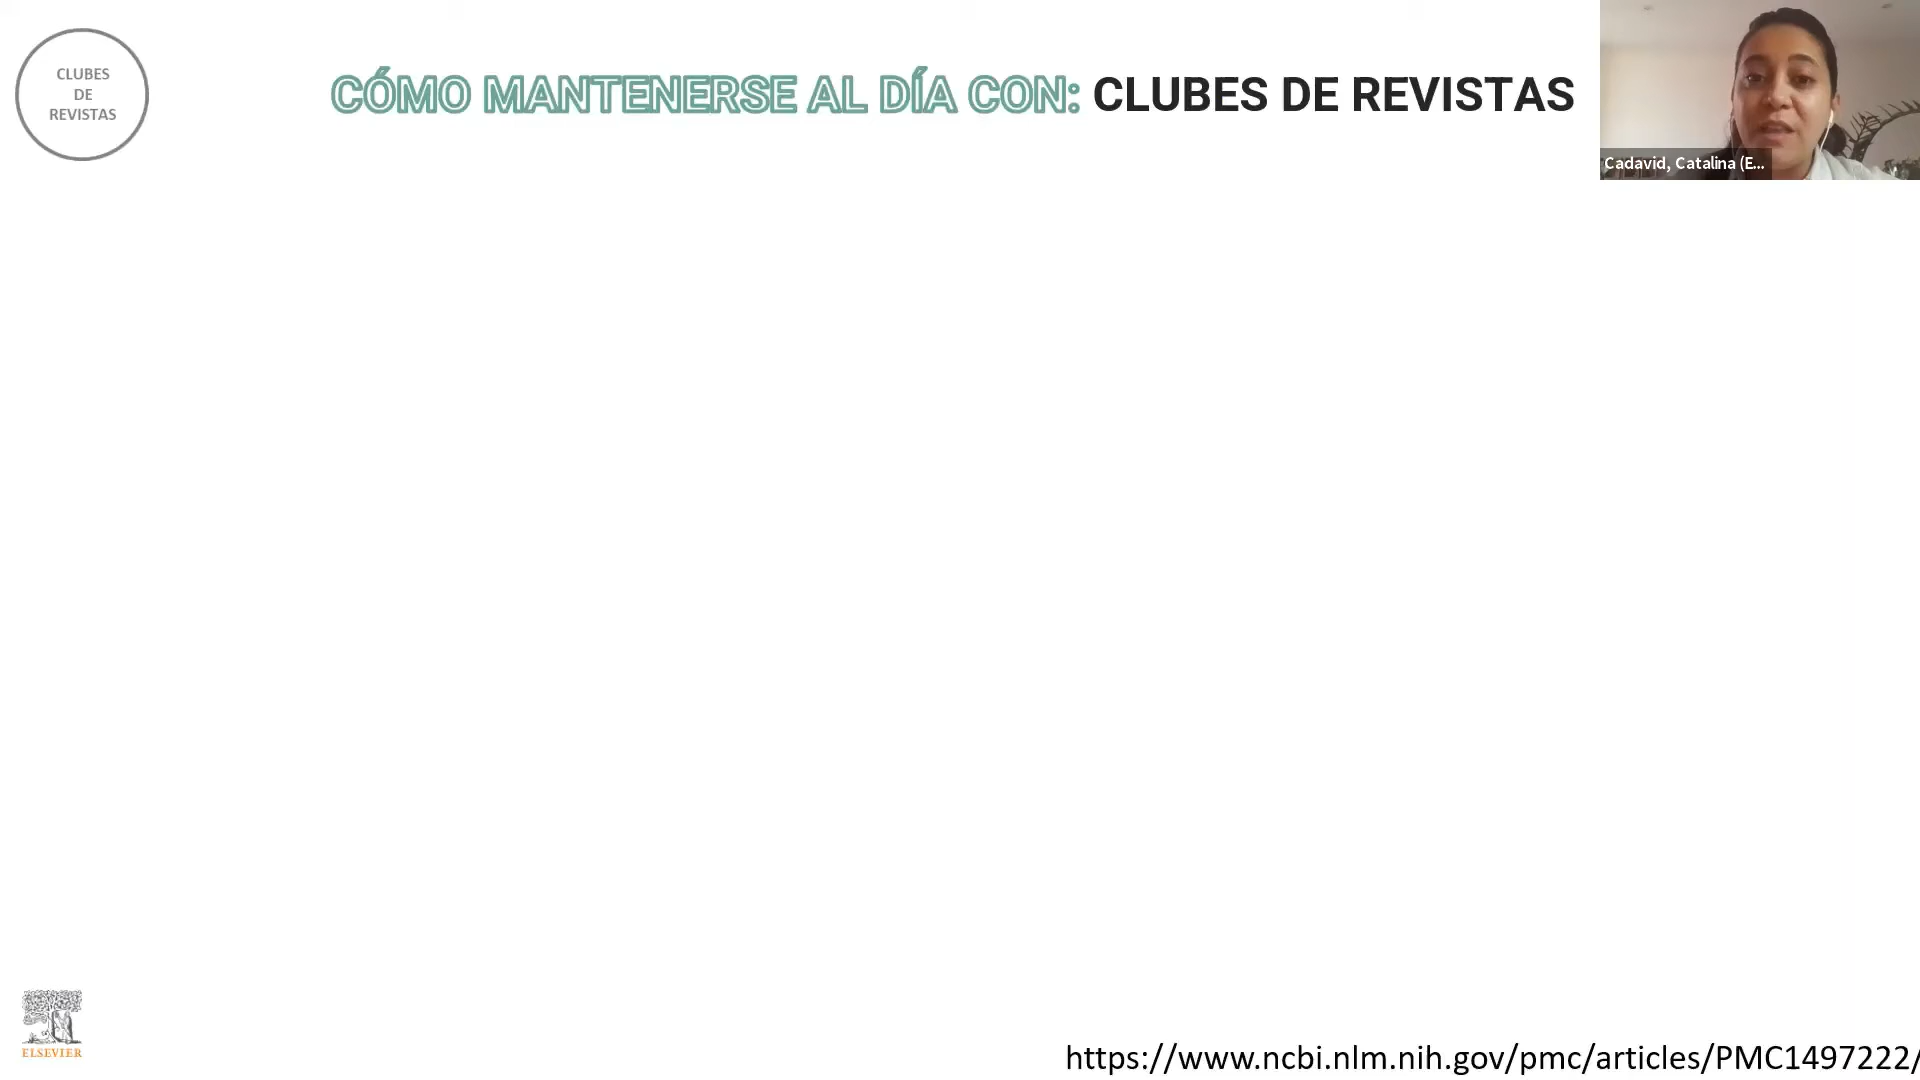 CLUBES
DE
REVISTAS
CÓMO MANTENERSE AL DÍA CON: CLUBES DE REVISTAS
Cadavid, Catalina (E...
ELSEVIER
https://www.ncbi.nlm.nih.gov/pmc/articles/PMC1497222/